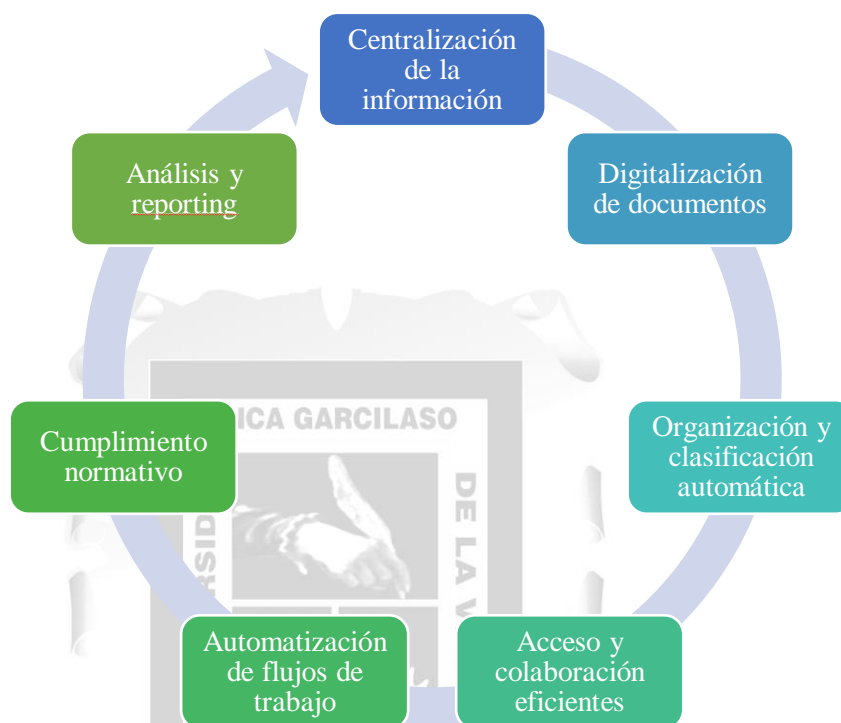 Centralización
de la
información
Digitalización
de documentos
Organización y
clasificación
automática
Acceso y
colaboración
eficientes
Automatización
de flujos de
trabajo
Cumplimiento
normativo
Análisis y
reporting
GARCILASO
DE LA